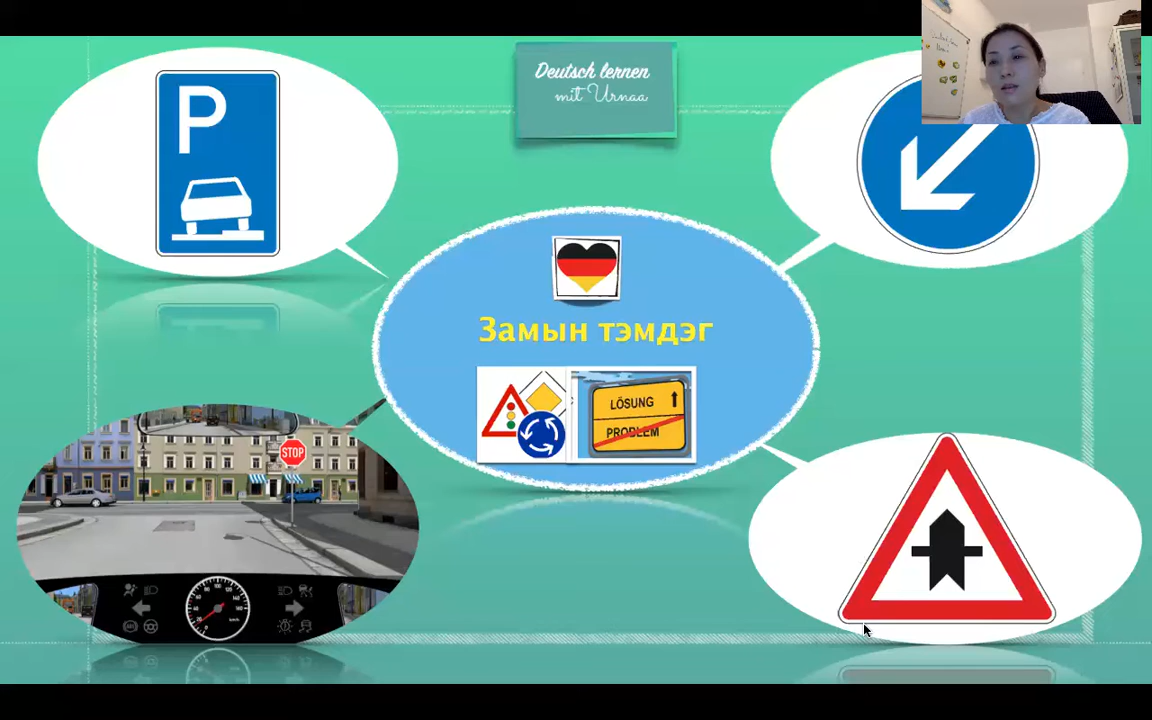 Deutsch lernen
mit Urnaa
P
Замын тэмдэг
LÖSUNG
PROBLEM
STOP